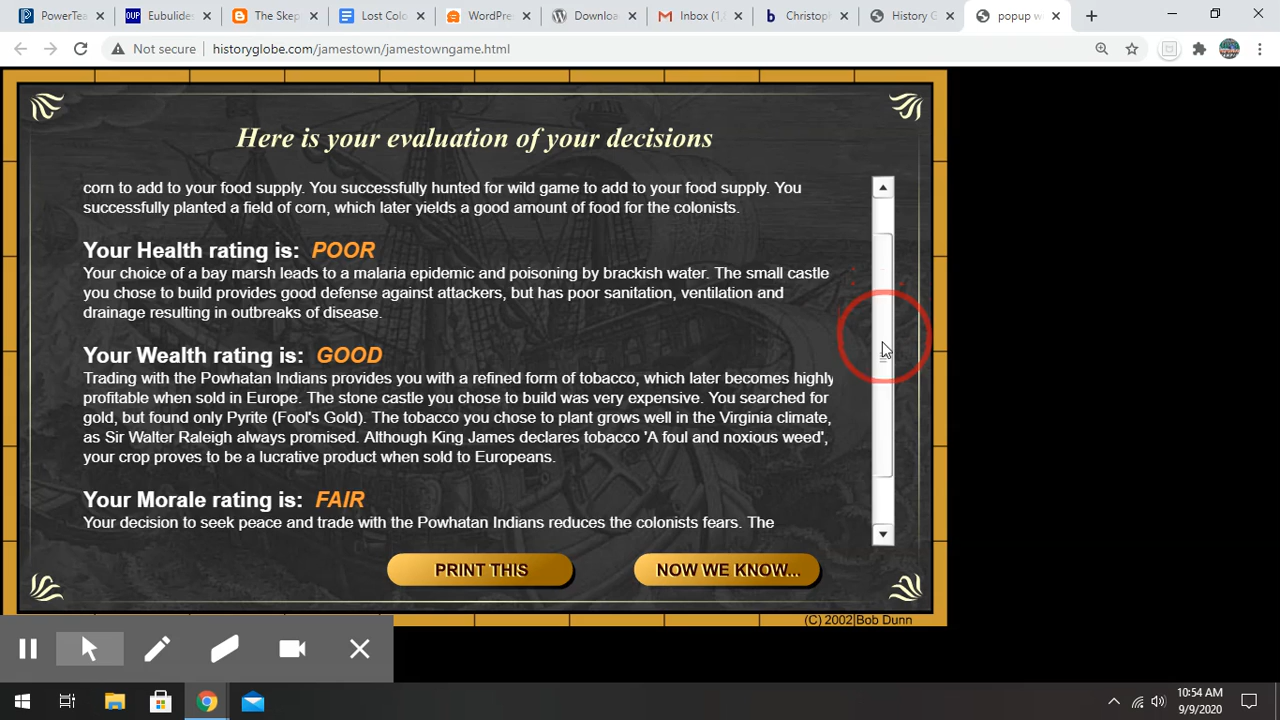 PowerTea
Eubulides
The Skep
Lost Colo
WordPre
Downloa
Inbox (1,
Christop
History G
popup w
Not secure
historyglobe.com/jamestown/jamestowngame.html
Here is your evaluation of your decisions
corn to add to your food supply. You successfully hunted for wild game to add to your food supply. You
successfully planted a field of corn, which later yields a good amount of food for the colonists.
Your Health rating is: POOR
Your choice of a bay marsh leads to a malaria epidemic and poisoning by brackish water. The small castle
you chose to build provides good defense against attackers, but has poor sanitation, ventilation and
drainage resulting in outbreaks of disease.
Your Wealth rating is: GOOD
Trading with the Powhatan Indians provides you with a refined form of tobacco, which later becomes highly
profitable when sold in Europe. The stone castle you chose to build was very expensive. You searched for
gold, but found only Pyrite (Fool's Gold). The tobacco you chose to plant grows well in the Virginia climate,
as Sir Walter Raleigh always promised. Although King James declares tobacco 'A foul and noxious weed',
your crop proves to be a lucrative product when sold to Europeans.
Your Morale rating is: FAIR
Your decision to seek peace and trade with the Powhatan Indians reduces the colonists fears. The
PRINT THIS
NOW WE KNOW...
(C) 2002 Bob Dunn
10:54 AM
9/9/2020